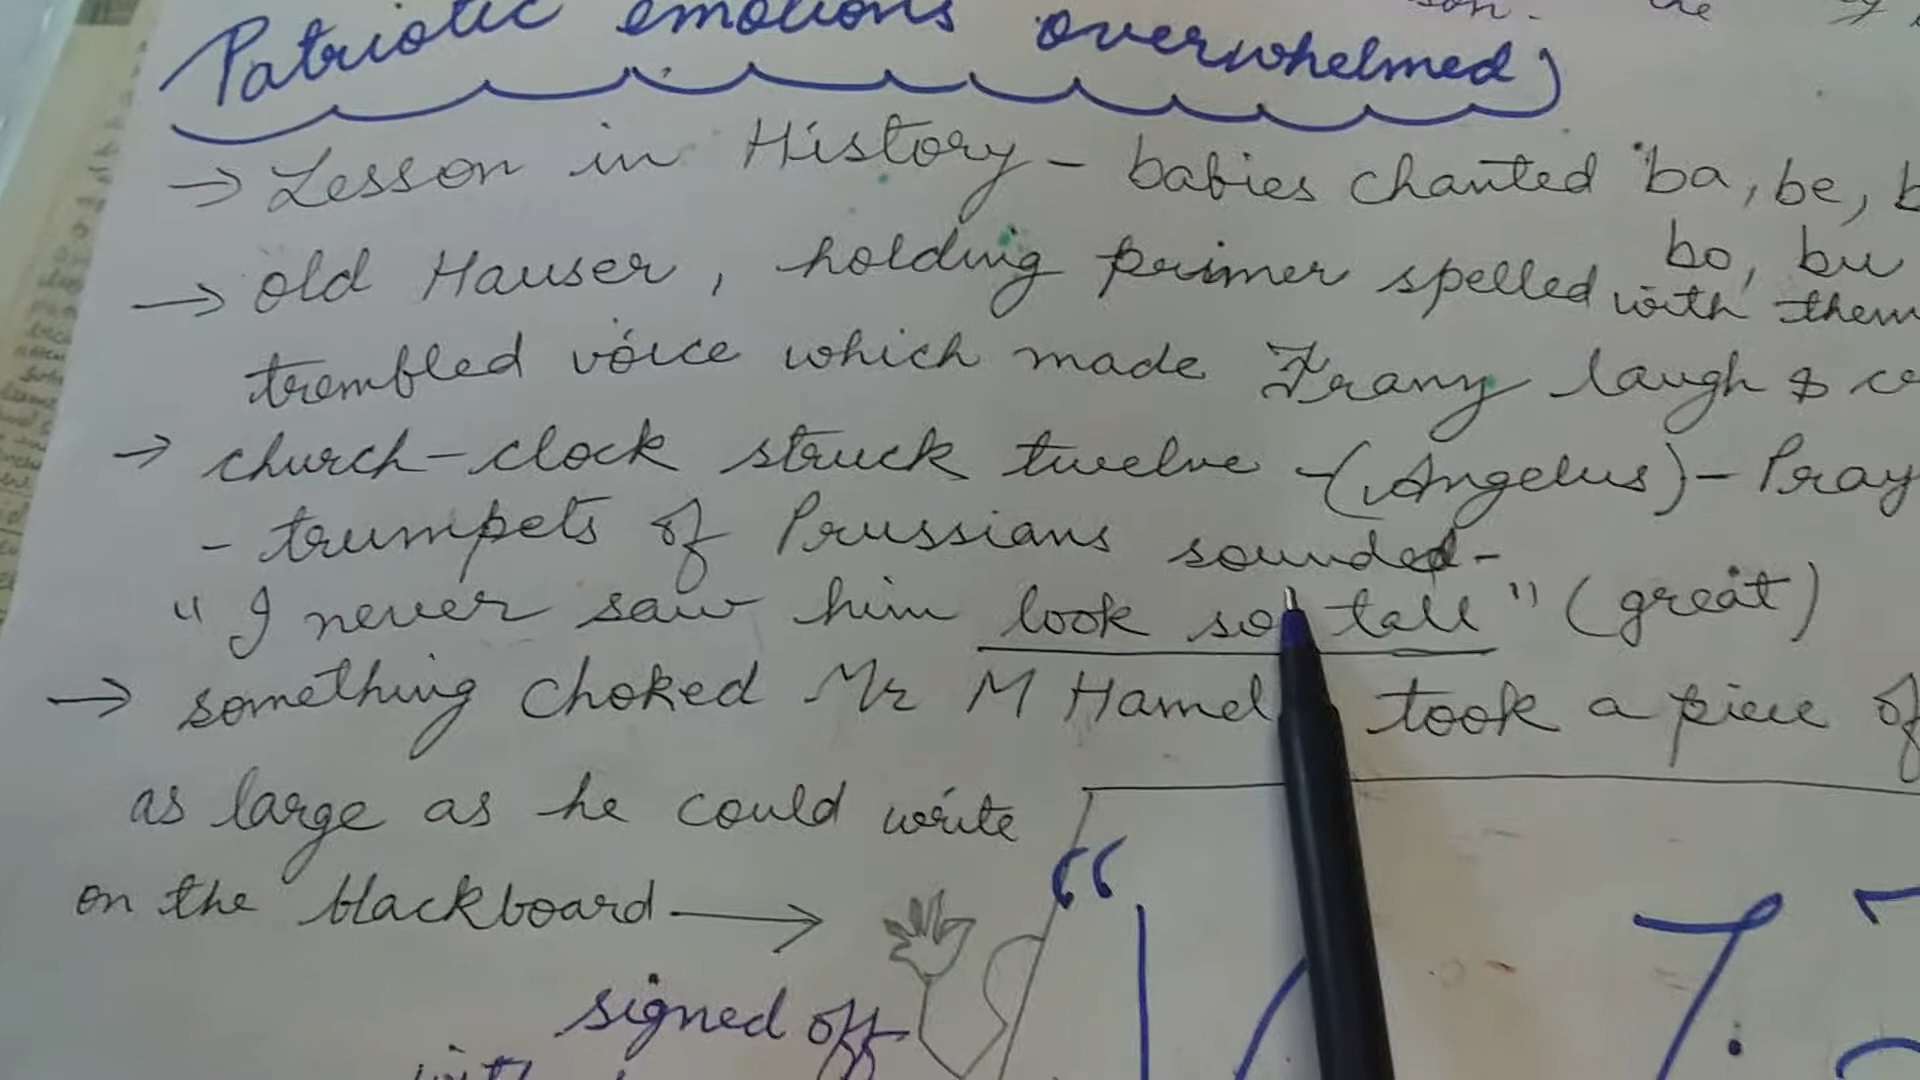 Patriotic emotions overwhelmed
→ Lesson in History - babies chanted 'ba, be, b
bo, bu
→ old Hauser, holding primer spelled with them
trembled voice which made Frany laugh & c
→ church-clock struck twelve -(Angelus)- Pray
- trumpets of Prussians sounded-
"I never saw him look so tall" (great)
→ something choked Mr M Hamel took a piece of
as large as he could write
on the blackboard →
"
signed off